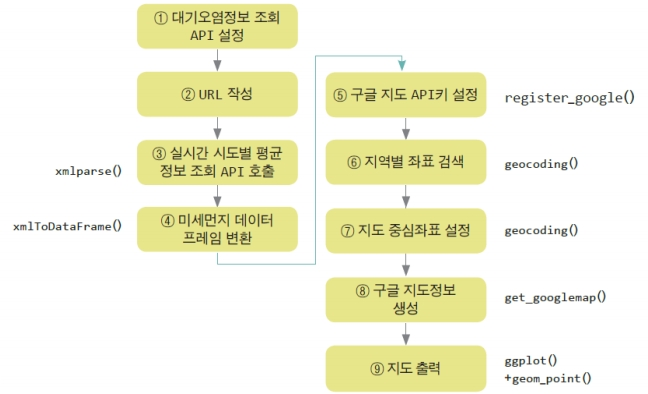 ① 대기오염정보 조회
API 설정
② URL 작성
③ 실시간 시도별 평균
정보 조회 API 호출
xmlparse()
④ 미세먼지 데이터
프레임 변환
xmlToDataFrame()
⑤ 구글 지도 API키 설정
register_google()
⑥ 지역별 좌표 검색
geocoding()
⑦ 지도 중심좌표 설정
geocoding()
⑧ 구글 지도정보
생성
get_googlemap()
⑨ 지도 출력
ggplot()
+geom_point()